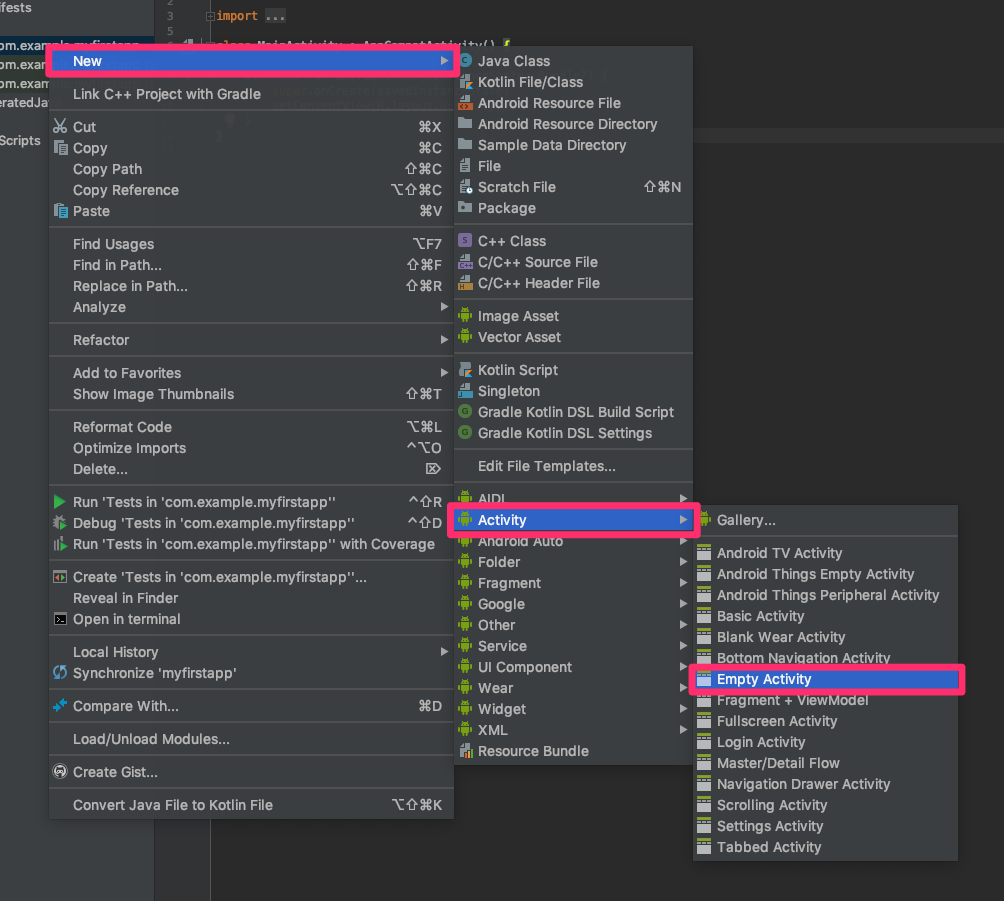 ifests
om.example.myfirstapp
om.exam
om.exam
eratedJa
Scripts
2
3
5
import ...
class MainActivity : AppCompatActivity() {
New
Link C++ Project with Gradle
Cut ⌘X
Copy ⌘C
Copy Path ⇧⌘C
Copy Reference ⌥⇧⌘C
Paste ⌘V
Find Usages ⌥F7
Find in Path... ⇧⌘F
Replace in Path... ⇧⌘R
Analyze
Refactor
Add to Favorites
Show Image Thumbnails ⇧⌘T
Reformat Code ⌥⌘L
Optimize Imports ^⌥O
Delete... ⌦
Run 'Tests in 'com.example.myfirstapp'' ^⇧R
Debug 'Tests in 'com.example.myfirstapp'' ^⇧D
Run 'Tests in 'com.example.myfirstapp'' with Coverage
Create 'Tests in 'com.example.myfirstapp''...
Reveal in Finder
Open in terminal
Local History
Synchronize 'myfirstapp'
Compare With... ⌘D
Load/Unload Modules...
Create Gist...
Convert Java File to Kotlin File ⌥⇧⌘K
Java Class
Kotlin File/Class
Android Resource File
Android Resource Directory
Sample Data Directory
File
Scratch File ⇧⌘N
Package
C++ Class
C/C++ Source File
C/C++ Header File
Image Asset
Vector Asset
Kotlin Script
Singleton
Gradle Kotlin DSL Build Script
Gradle Kotlin DSL Settings
Edit File Templates...
AIDL
Activity
Android Auto
Folder
Fragment
Google
Other
Service
UI Component
Wear
Widget
XML
Resource Bundle
Gallery...
Android TV Activity
Android Things Empty Activity
Android Things Peripheral Activity
Basic Activity
Blank Wear Activity
Bottom Navigation Activity
Empty Activity
Fragment + ViewModel
Fullscreen Activity
Login Activity
Master/Detail Flow
Navigation Drawer Activity
Scrolling Activity
Settings Activity
Tabbed Activity